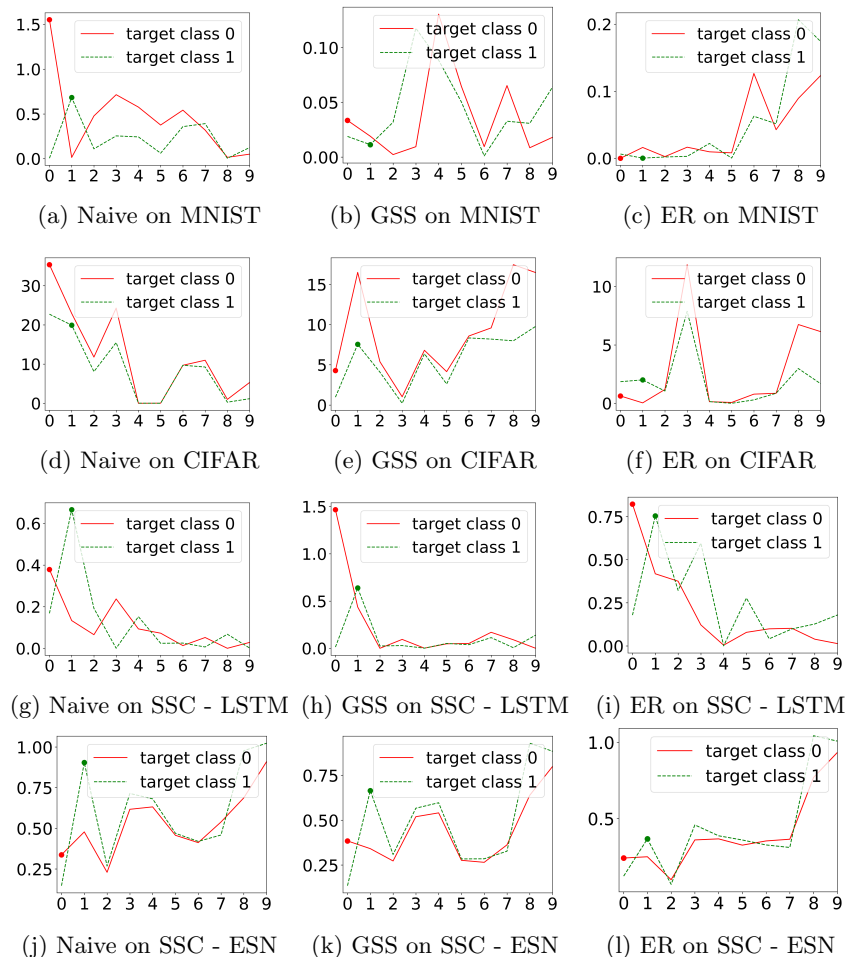 1.5
1.0
0.5
0.0
target class 0
target class 1
0 1 2 3 4 5 6 7 8 9
(a) Naive on MNIST
0.10
0.05
0.00
target class 0
target class 1
0 1 2 3 4 5 6 7 8 9
(b) GSS on MNIST
0.2
0.1
0.0
target class 0
target class 1
0 1 2 3 4 5 6 7 8 9
(c) ER on MNIST
30
20
10
0
target class 0
target class 1
0 1 2 3 4 5 6 7 8 9
(d) Naive on CIFAR
15
10
5
0
target class 0
target class 1
0 1 2 3 4 5 6 7 8 9
(e) GSS on CIFAR
10
5
0
target class 0
target class 1
0 1 2 3 4 5 6 7 8 9
(f) ER on CIFAR
0.6
0.4
0.2
0.0
target class 0
target class 1
0 1 2 3 4 5 6 7 8 9
(g) Naive on SSC - LSTM
1.5
1.0
0.5
0.0
target class 0
target class 1
0 1 2 3 4 5 6 7 8 9
(h) GSS on SSC - LSTM
0.75
0.50
0.25
0.00
target class 0
target class 1
0 1 2 3 4 5 6 7 8 9
(i) ER on SSC - LSTM
1.00
0.75
0.50
0.25
target class 0
target class 1
0 1 2 3 4 5 6 7 8 9
(j) Naive on SSC - ESN
0.75
0.50
0.25
target class 0
target class 1
0 1 2 3 4 5 6 7 8 9
(k) GSS on SSC - ESN
1.0
0.5
target class 0
target class 1
0 1 2 3 4 5 6 7 8 9
(l) ER on SSC - ESN